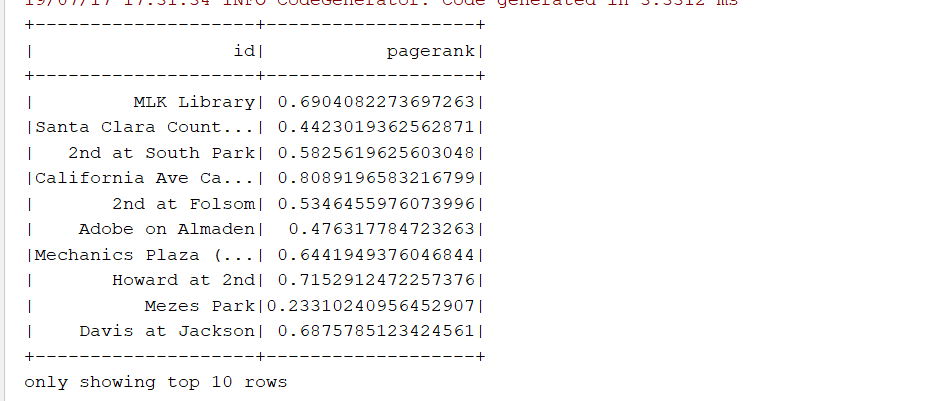 19/07/17 17:31:34 INFO CodeGenerator: Code generated in 3.3312 ms
+--------------------+-------------------+
|                  id|           pagerank|
+--------------------+-------------------+
|         MLK Library| 0.6904082273697263|
|Santa Clara Count...| 0.4423019362562871|
|   2nd at South Park| 0.5825619625603048|
|California Ave Ca...| 0.8089196583216799|
|       2nd at Folsom| 0.5346455976073996|
|    Adobe on Almaden|  0.476317784723263|
|Mechanics Plaza (...| 0.6441949376046844|
|       Howard at 2nd| 0.7152912472257376|
|          Mezes Park|0.23310240956452907|
|    Davis at Jackson| 0.6875785123424561|
+--------------------+-------------------+
only showing top 10 rows